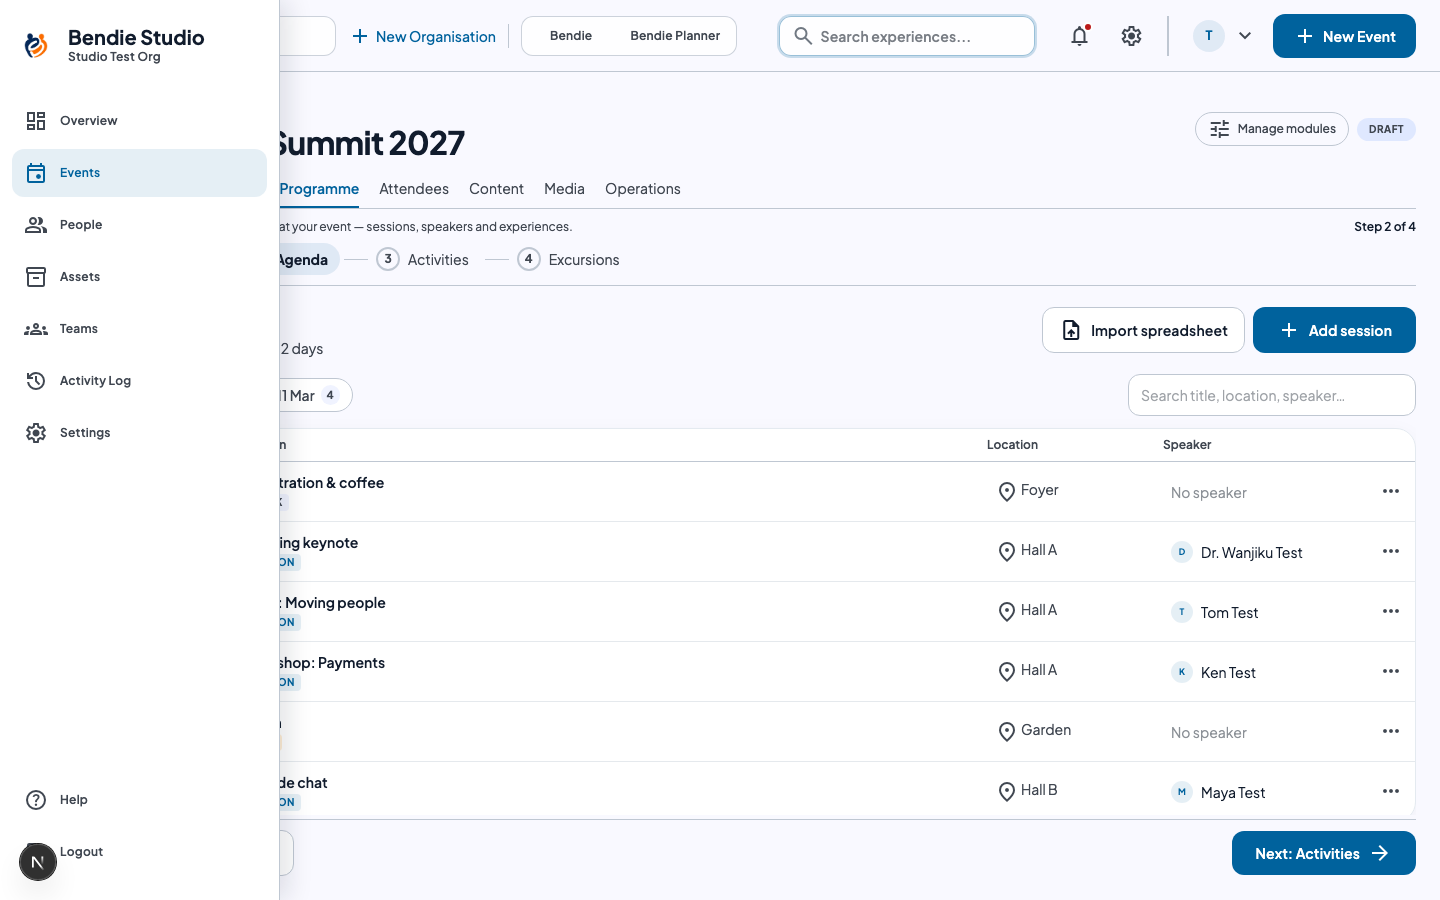 Bendie Studio
Studio Test Org
Overview
Events
People
Assets
Teams
Activity Log
Settings
Help
Logout
N
New Organisation
Bendie
Bendie Planner
Search experiences...
T
New Event
Summit 2027
Manage modules
DRAFT
Programme
Attendees
Content
Media
Operations
at your event — sessions, speakers and experiences.
Step 2 of 4
Agenda
3
Activities
4
Excursions
2 days
Import spreadsheet
Add session
11 Mar
4
Search title, location, speaker...
Location
Speaker
tration & coffee
Foyer
No speaker
ing keynote
ON
Hall A
D
Dr. Wanjiku Test
: Moving people
ON
Hall A
T
Tom Test
shop: Payments
ON
Hall A
K
Ken Test
Garden
No speaker
de chat
ON
Hall B
M
Maya Test
Next: Activities